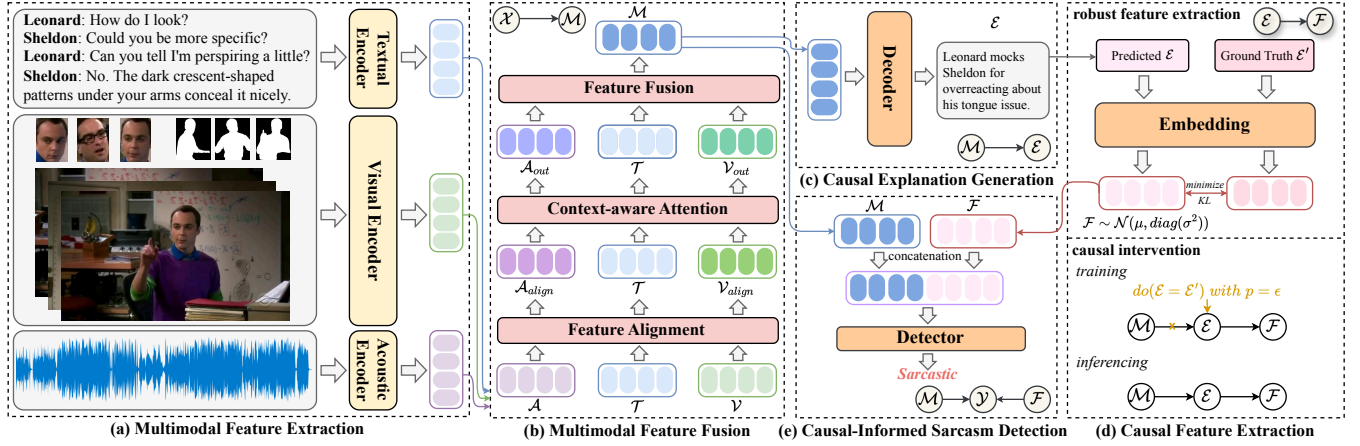 Leonard: How do I look?
Sheldon: Could you be more specific?
Leonard: Can you tell I'm perspiring a little?
Sheldon: No. The dark crescent-shaped
patterns under your arms conceal it nicely.
Textual
Encoder
Visual Encoder
Acoustic
Encoder
(a) Multimodal Feature Extraction
𝒳 ℳ
ℳ
Feature Fusion
𝒜out 𝒯 𝒱out
Context-aware Attention
𝒜align 𝒯 𝒱align
Feature Alignment
𝒜 𝒯 𝒱
(b) Multimodal Feature Fusion
Decoder
ℰ
Leonard mocks
Sheldon for
overreacting about
his tongue issue.
ℳ ℰ
(c) Causal Explanation Generation
ℳ ℱ
concatenation
Detector
Sarcastic
ℳ 𝒴 ℱ
(e) Causal-Informed Sarcasm Detection
robust feature extraction
ℰ ℱ
Predicted ℰ
Ground Truth ℰ′
Embedding
minimize
KL
ℱ ∼ 𝒩(μ, diag(σ²))
causal intervention
training
do(ℰ = ℰ′) with p = ϵ
ℳ ℰ ℱ
inferencing
ℳ ℰ ℱ
(d) Causal Feature Extraction